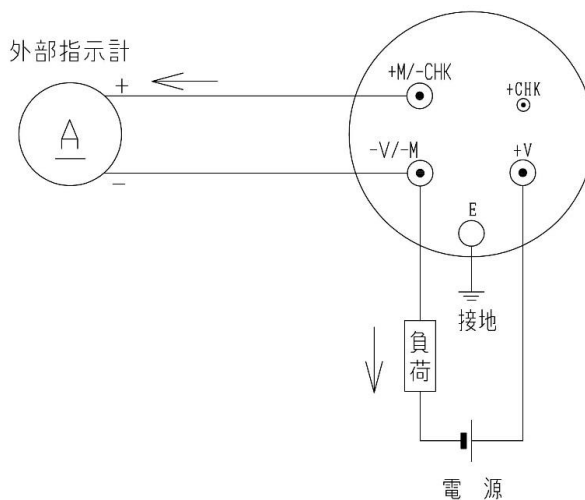 外部指示計
+
A
−
+M/-CHK
+CHK
-V/-M
+V
E
接地
負荷
電 源